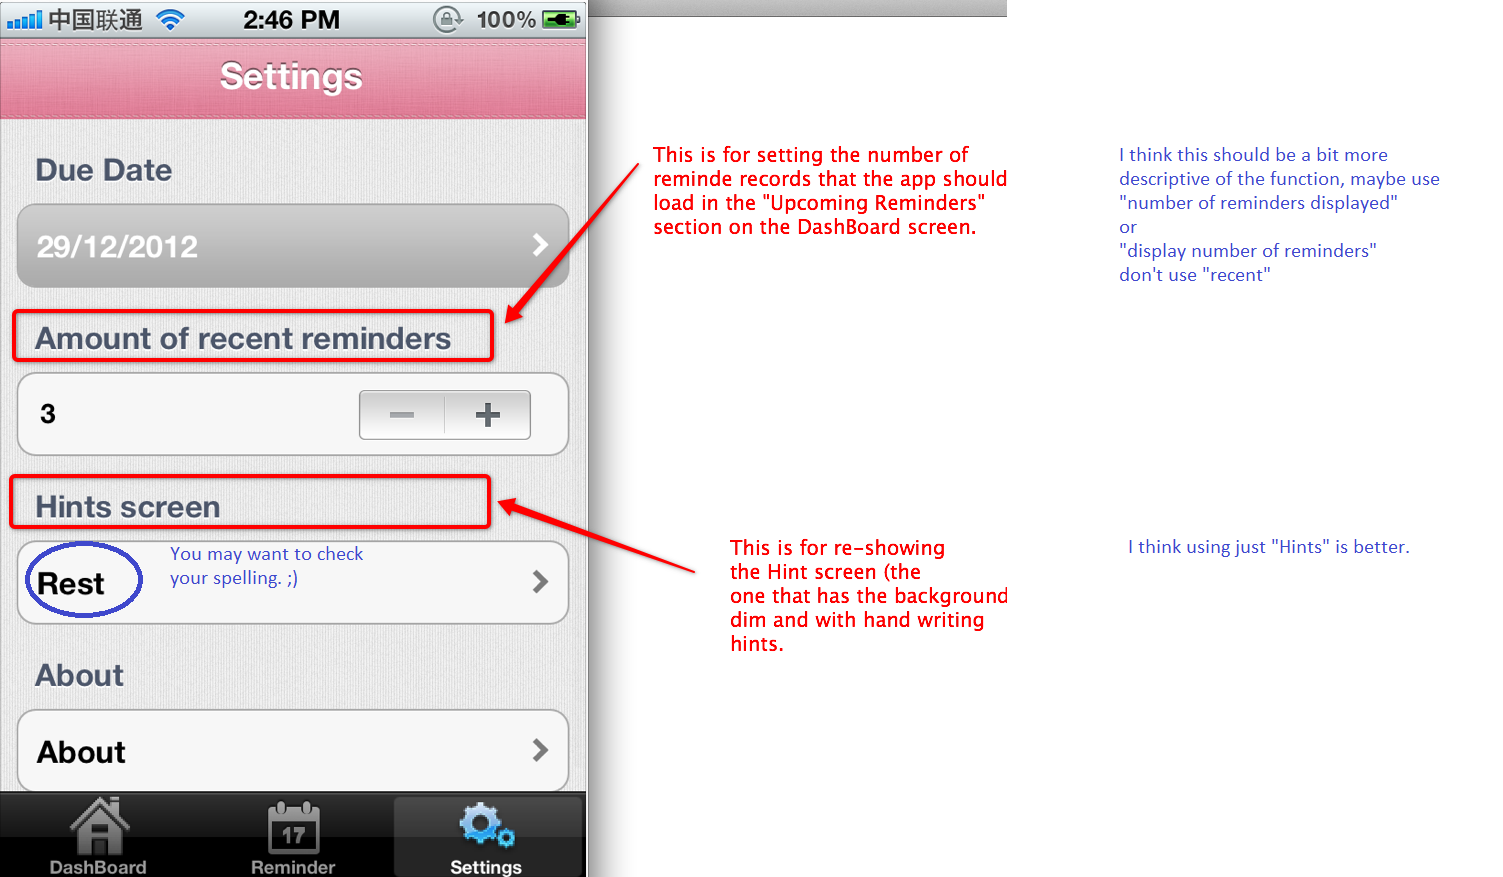 中国联通 2:46 PM 100%
Settings
Due Date
29/12/2012
Amount of recent reminders
3
Hints screen
Rest
You may want to check
your spelling. ;)
About
About
DashBoard
17
Reminder
Settings
This is for setting the number of
reminde records that the app should
load in the "Upcoming Reminders"
section on the DashBoard screen.
This is for re-showing
the Hint screen (the
one that has the background
dim and with hand writing
hints.
I think this should be a bit more
descriptive of the function, maybe use
"number of reminders displayed"
or
"display number of reminders"
don't use "recent"
I think using just "Hints" is better.